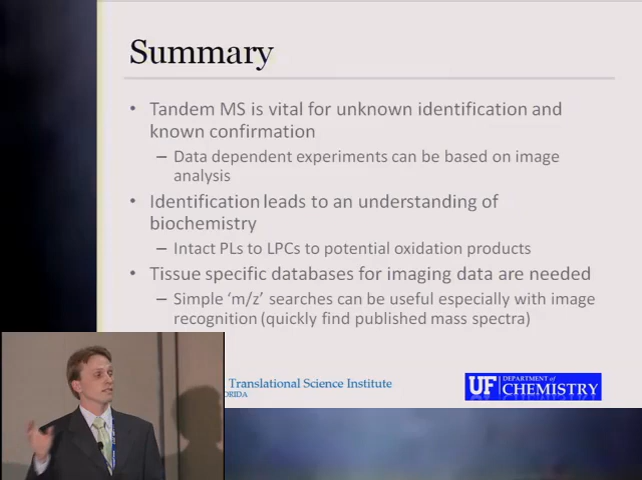 Summary
• Tandem MS is vital for unknown identification and
known confirmation
– Data dependent experiments can be based on image
analysis
• Identification leads to an understanding of
biochemistry
– Intact PLs to LPCs to potential oxidation products
• Tissue specific databases for imaging data are needed
– Simple ‘m/z’ searches can be useful especially with image
recognition (quickly find published mass spectra)
Translational Science Institute
ORIDA
UF DEPARTMENT of
CHEMISTRY